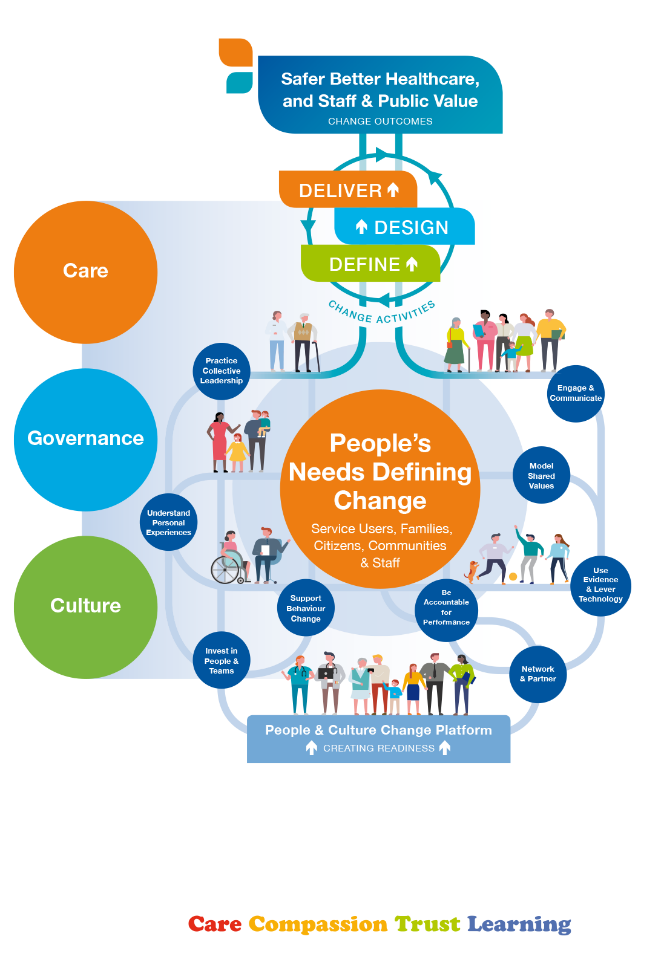 Safer Better Healthcare,
and Staff & Public Value
CHANGE OUTCOMES
DELIVER
DESIGN
DEFINE
CHANGE ACTIVITIES
Care
Governance
Culture
Practice
Collective
Leadership
Engage &
Communicate
People's
Needs Defining
Change
Service Users, Families,
Citizens, Communities
& Staff
Model
Shared
Values
Understand
Personal
Experiences
Use
Evidence
& Lever
Technology
Support
Behaviour
Change
Be
Accountable
for
Performance
Invest in
People &
Teams
Network
& Partner
People & Culture Change Platform
CREATING READINESS
Care Compassion Trust Learning